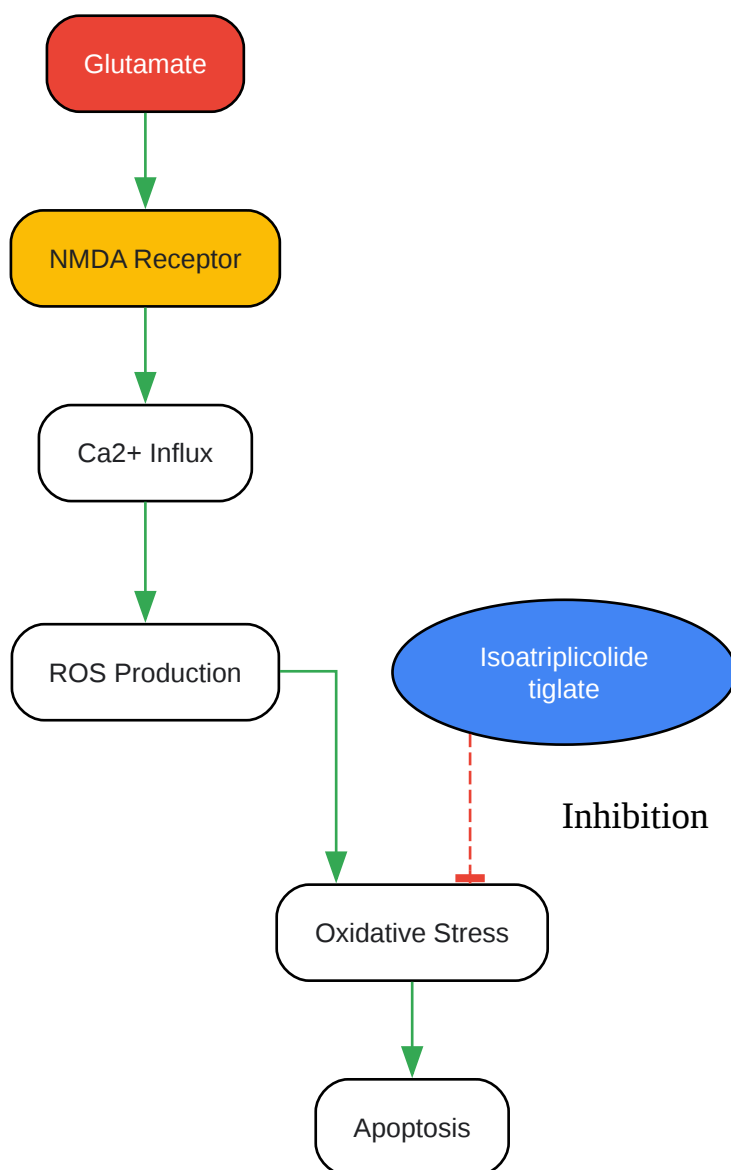 Glutamate
NMDA Receptor
Ca2+ Influx
ROS Production
Isoatriplicolide
tiglate
Inhibition
Oxidative Stress
Apoptosis